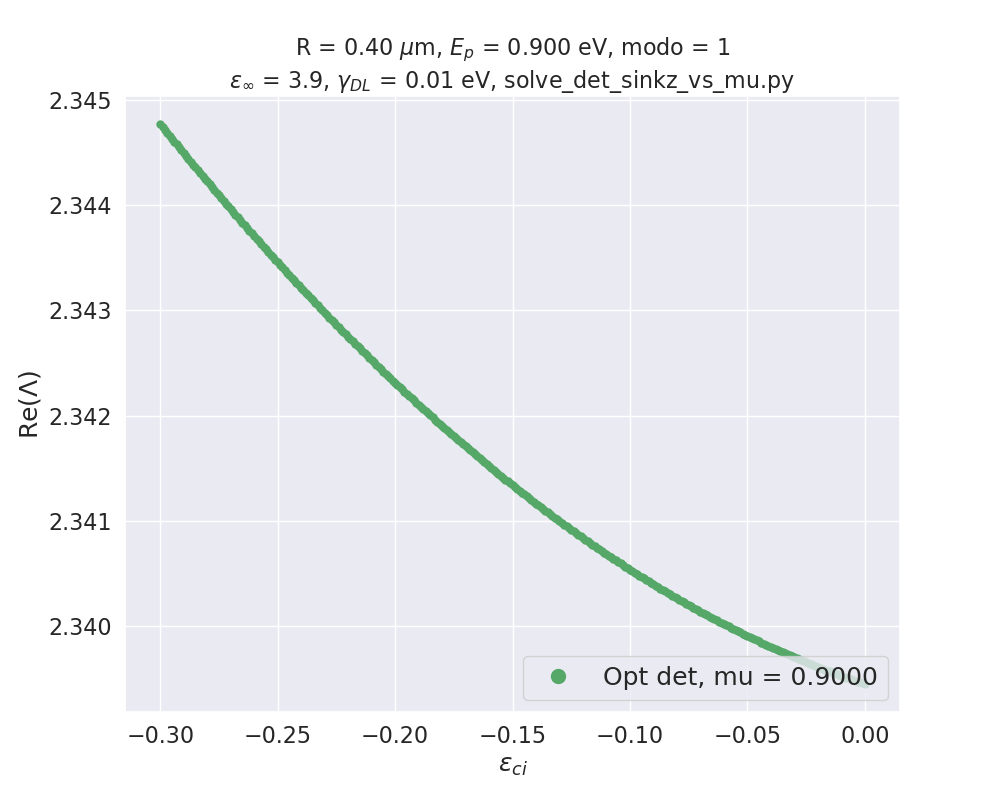 R = 0.40 μm, E_p = 0.900 eV, modo = 1
ε_∞ = 3.9, γ_DL = 0.01 eV, solve_det_sinkz_vs_mu.py
2.345
2.344
2.343
2.342
2.341
2.340
Re(Λ)
Opt det, mu = 0.9000
−0.30 −0.25 −0.20 −0.15 −0.10 −0.05 0.00
ε_ci